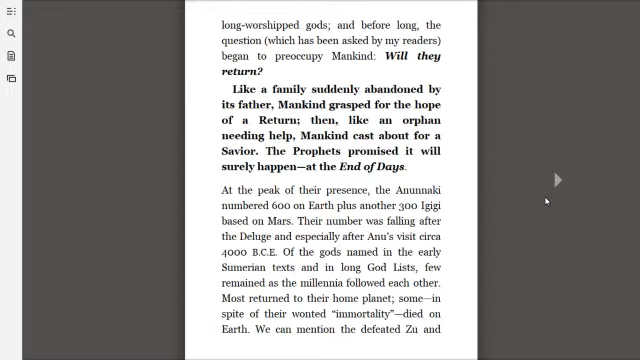 long-worshipped gods; and before long, the
question (which has been asked by my readers)
began to preoccupy Mankind: Will they
return?
Like a family suddenly abandoned by
its father, Mankind grasped for the hope
of a Return; then, like an orphan
needing help, Mankind cast about for a
Savior. The Prophets promised it will
surely happen—at the End of Days.
At the peak of their presence, the Anunnaki
numbered 600 on Earth plus another 300 Igigi
based on Mars. Their number was falling after
the Deluge and especially after Anu's visit circa
4000 B.C.E. Of the gods named in the early
Sumerian texts and in long God Lists, few
remained as the millennia followed each other.
Most returned to their home planet; some—in
spite of their wonted “immortality”—died on
Earth. We can mention the defeated Zu and